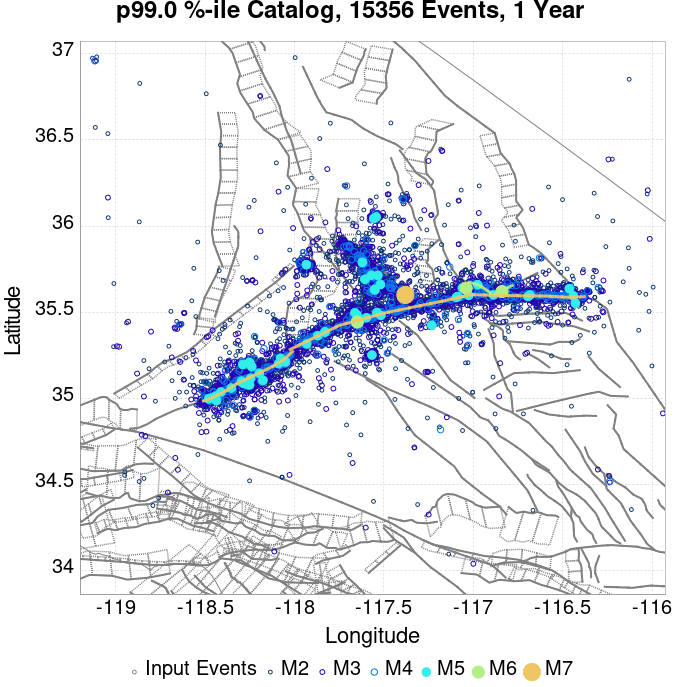 p99.0 %-ile Catalog, 15356 Events, 1 Year
37
36.5
36
35.5
35
34.5
34
Latitude
-119 -118.5 -118 -117.5 -117 -116.5 -116
Longitude
Input Events M2 M3 M4 M5 M6 M7